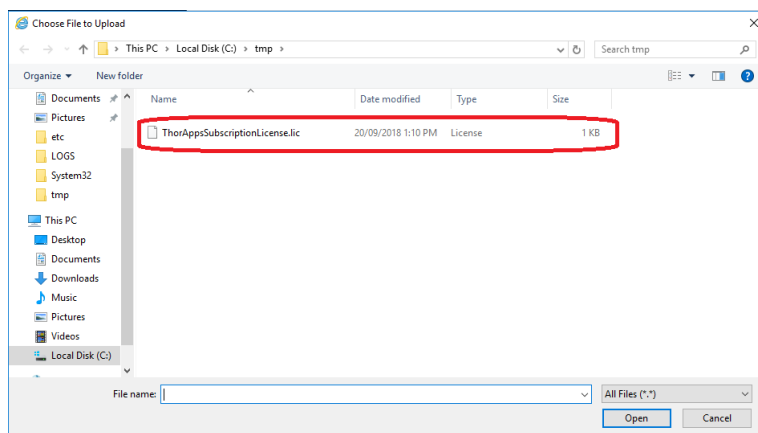 Choose File to Upload
This PC > Local Disk (C:) > tmp >
Search tmp
Organize
New folder
Name
Date modified
Type
Size
ThorAppsSubscriptionLicense.lic
20/09/2018 1:10 PM
License
1 KB
Documents
Pictures
etc
LOGS
System32
tmp
This PC
Desktop
Documents
Downloads
Music
Pictures
Videos
Local Disk (C:)
File name:
All Files (*.*)
Open
Cancel